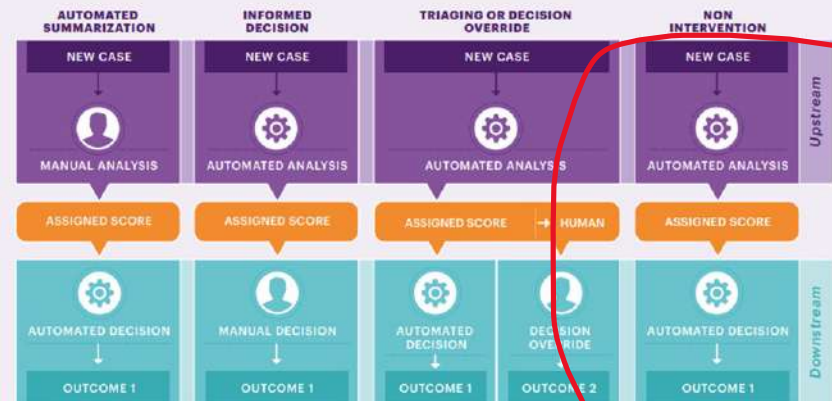 AUTOMATED
SUMMARIZATION
INFORMED
DECISION
TRIAGING OR DECISION
OVERRIDE
NON
INTERVENTION
NEW CASE
NEW CASE
NEW CASE
NEW CASE
MANUAL ANALYSIS
AUTOMATED ANALYSIS
AUTOMATED ANALYSIS
AUTOMATED ANALYSIS
Upstream
ASSIGNED SCORE
ASSIGNED SCORE
ASSIGNED SCORE → HUMAN
ASSIGNED SCORE
AUTOMATED DECISION
MANUAL DECISION
AUTOMATED
DECISION
DECISION
OVERRIDE
AUTOMATED DECISION
Downstream
OUTCOME 1
OUTCOME 1
OUTCOME 1
OUTCOME 2
OUTCOME 1